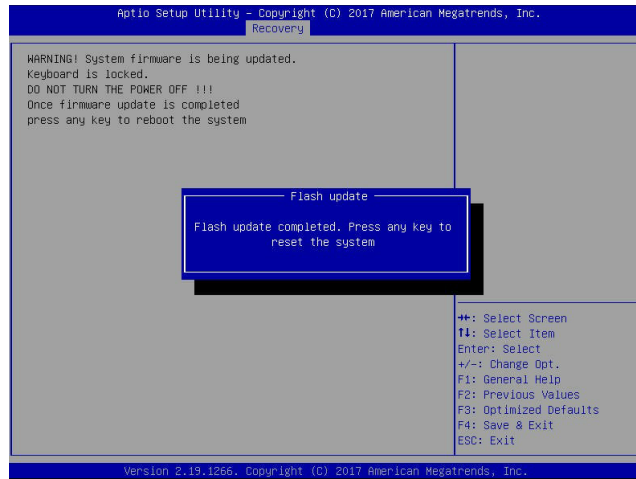 Aptio Setup Utility – Copyright (C) 2017 American Megatrends, Inc.
Recovery
WARNING! System firmware is being updated.
Keyboard is locked.
DO NOT TURN THE POWER OFF !!!
Once firmware update is completed
press any key to reboot the system
Flash update
Flash update completed. Press any key to
reset the system
→←: Select Screen
↑↓: Select Item
Enter: Select
+/-: Change Opt.
F1: General Help
F2: Previous Values
F3: Optimized Defaults
F4: Save & Exit
ESC: Exit
Version 2.19.1266. Copyright (C) 2017 American Megatrends, Inc.